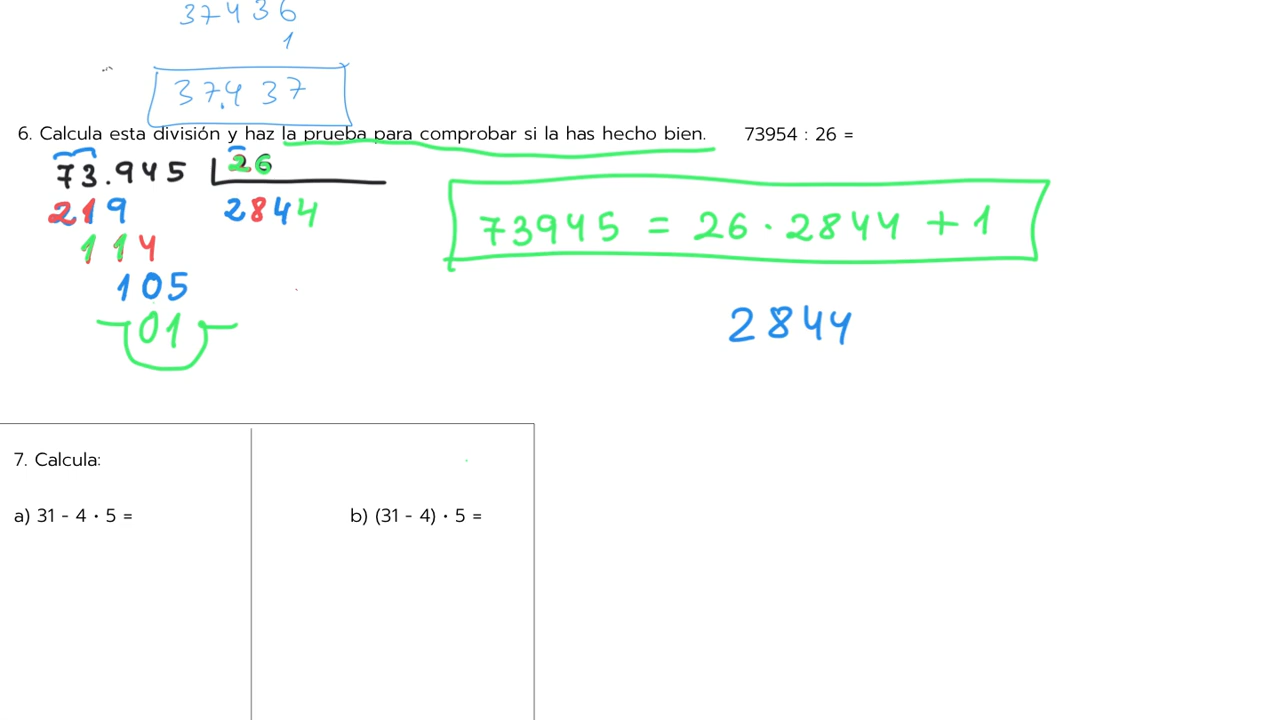 37436
1
37.437
6. Calcula esta división y haz la prueba para comprobar si la has hecho bien. 73954 : 26 =
73.945 26
219 2844
114
105
01
73945 = 26 · 2844 + 1
2844
7. Calcula:
a) 31 - 4 · 5 = b) (31 - 4) · 5 =